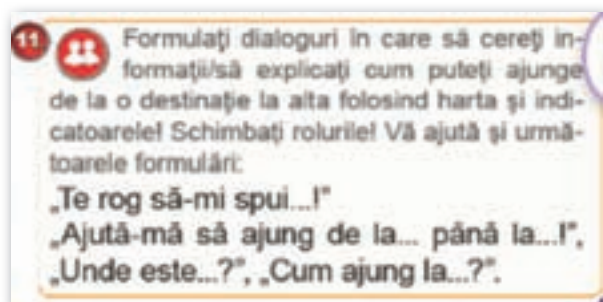 11 Formulați dialoguri în care să cereți in-
formații/să explicați cum puteți ajunge
de la o destinație la alta folosind harta și indi-
catoarele! Schimbați rolurile! Vă ajută și urmă-
toarele formulări:
„Te rog să-mi spui...!”
„Ajută-mă să ajung de la... până la...!”,
„Unde este...?”, „Cum ajung la...?”.